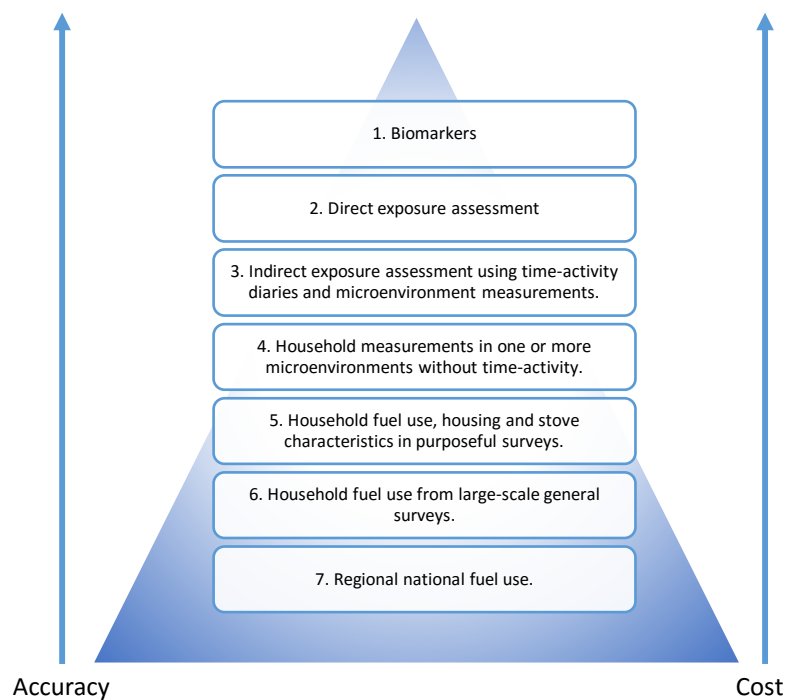 1. Biomarkers
2. Direct exposure assessment
3. Indirect exposure assessment using time-activity
diaries and microenvironment measurements.
4. Household measurements in one or more
microenvironments without time-activity.
5. Household fuel use, housing and stove
characteristics in purposeful surveys.
6. Household fuel use from large-scale general
surveys.
7. Regional national fuel use.
Accuracy
Cost